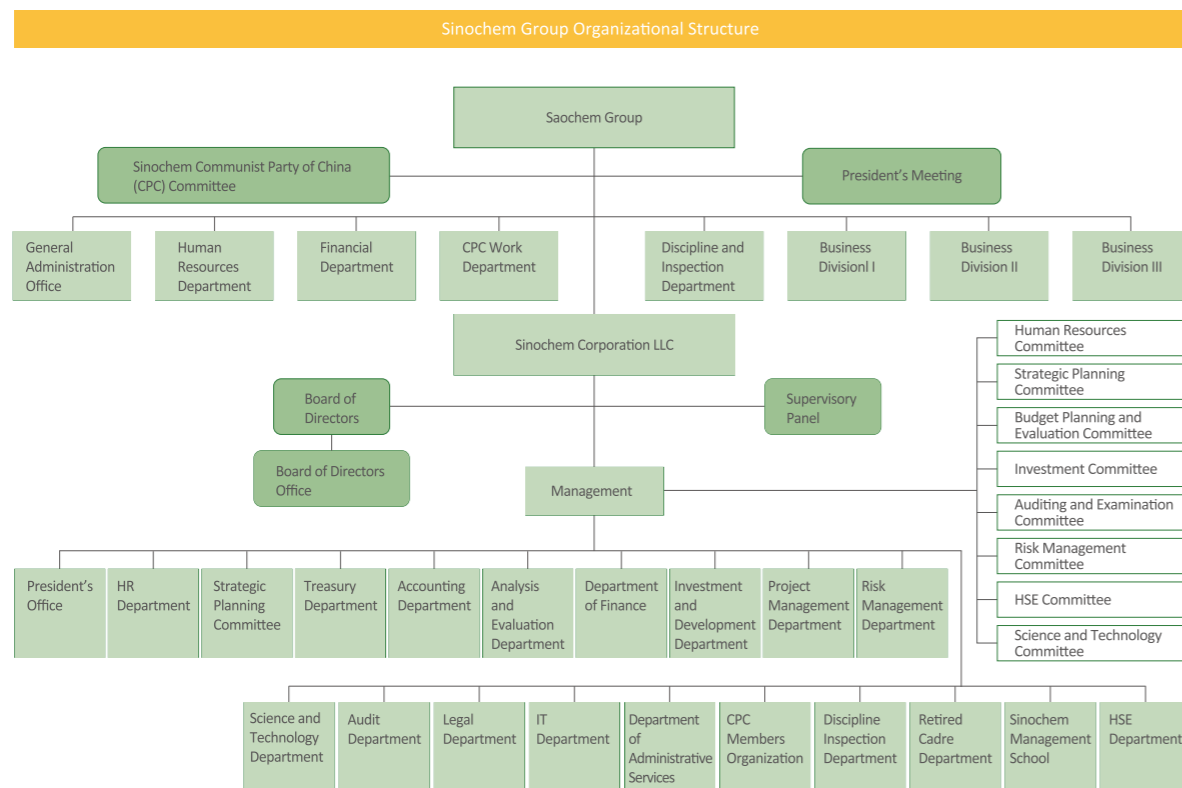 Sinochem Group Organizational Structure
Saochem Group
Sinochem Communist Party of China
(CPC) Committee
President's Meeting
General
Administration
Office
Human
Resources
Department
Financial
Department
CPC Work
Department
Discipline and
Inspection
Department
Business
Divisionl I
Business
Division II
Business
Division III
Sinochem Corporation LLC
Human Resources
Committee
Strategic Planning
Committee
Budget Planning and
Evaluation Committee
Investment Committee
Auditing and Examination
Committee
Risk Management
Committee
HSE Committee
Science and Technology
Committee
Board of
Directors
Supervisory
Panel
Board of Directors
Office
Management
President's
Office
HR
Department
Strategic
Planning
Committee
Treasury
Department
Accounting
Department
Analysis
and
Evaluation
Department
Department
of Finance
Investment
and
Development
Department
Project
Management
Department
Risk
Management
Department
Science and
Technology
Department
Audit
Department
Legal
Department
IT
Department
Department
of
Administrative
Services
CPC
Members
Organization
Discipline
Inspection
Department
Retired
Cadre
Department
Sinochem
Management
School
HSE
Department